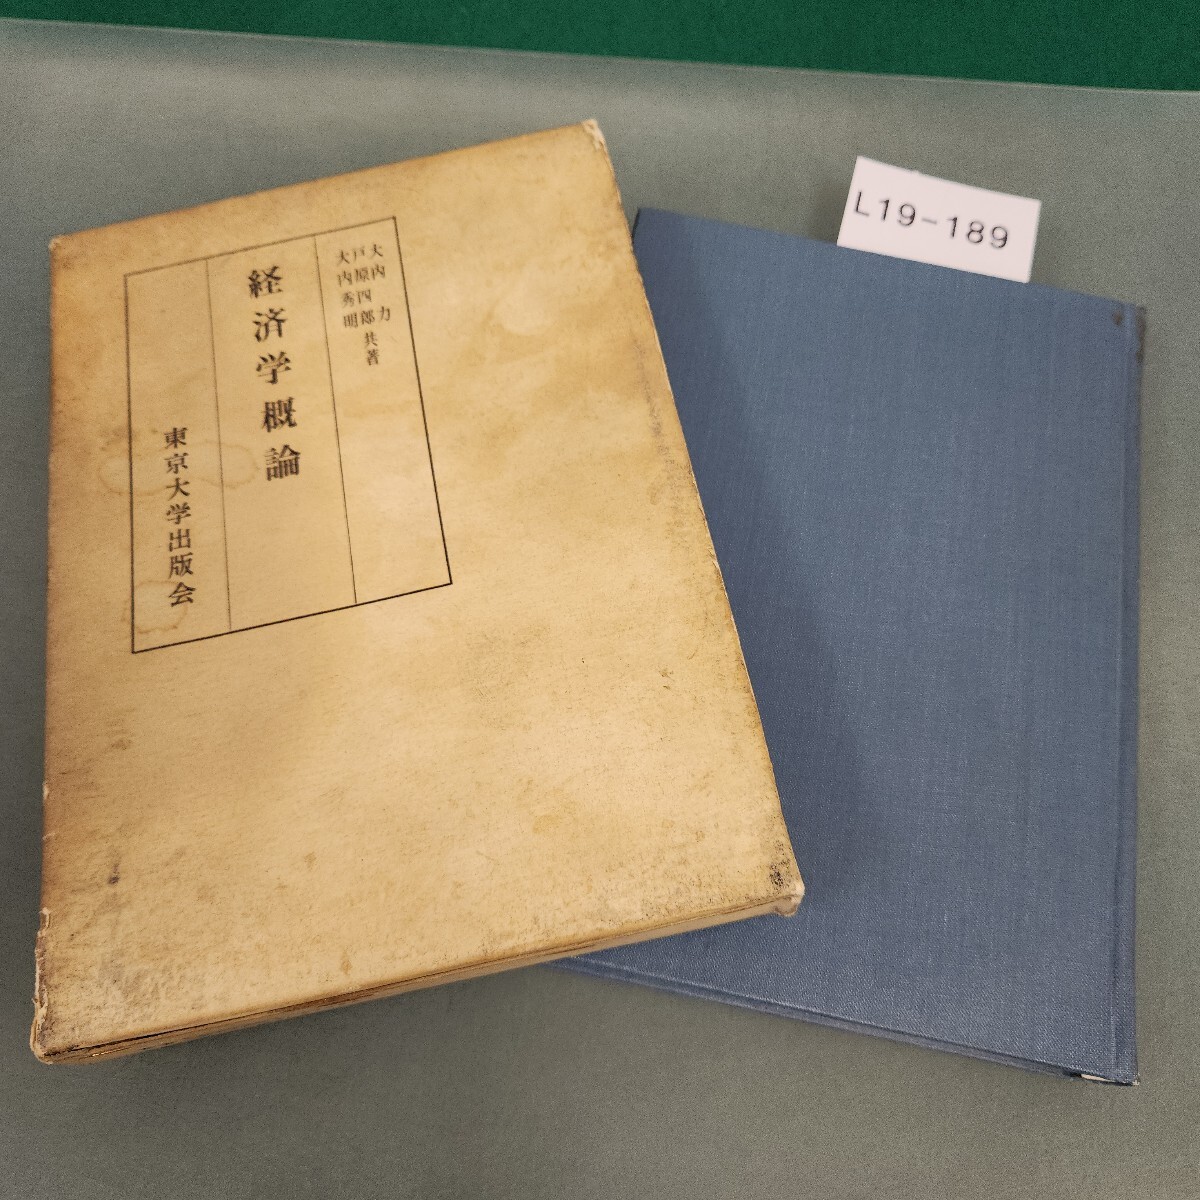 大内力
戸原四郎共著
大内秀明
経済学概論
東京大学出版会
L19-189